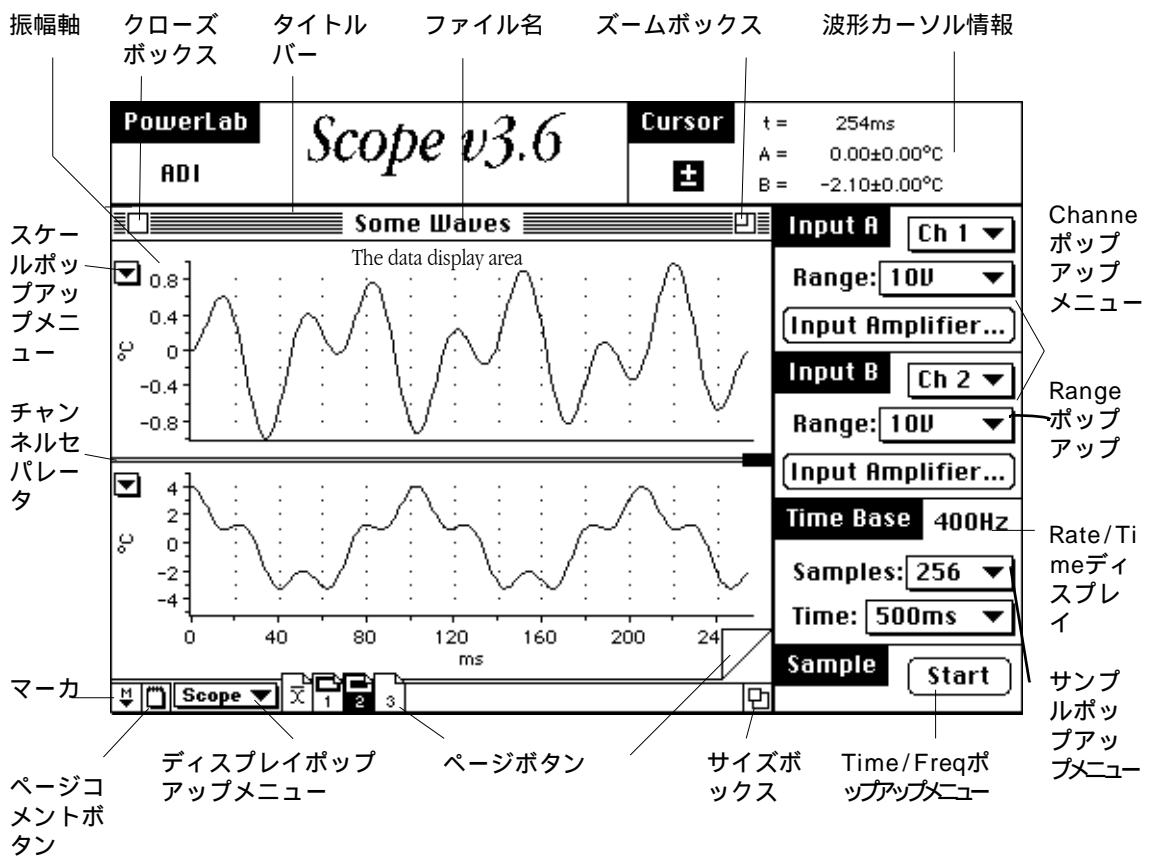 振幅軸
クローズ
ボックス
タイトル
バー
ファイル名
ズームボックス
波形カーソル情報
PowerLab
ADI
Scope v3.6
Cursor
±
t = 254ms
A = 0.00±0.00°C
B = -2.10±0.00°C
Some Waves
The data display area
スケー
ルポッ
プアッ
プメニ
ュー
チャン
ネルセ
パレー
タ
0.8
0.4
0
-0.4
-0.8
°C
4
2
0
-2
-4
°C
0 40 80 120 160 200 24
ms
Input A
Ch 1
Range: 10V
Input Amplifier...
Input B
Ch 2
Range: 10V
Input Amplifier...
Time Base 400Hz
Samples: 256
Time: 500ms
Sample
Start
Channe
ポップ
アップ
メニュー
Range
ポップ
アップ
Rate/Ti
meディ
スプレ
イ
サンプ
ルポッ
プアッ
プメニュー
マーカ
M
Scope
x
1
2
3
ページコ
メントボ
タン
ディスプレイポップ
アップメニュー
ページボタン
サイズボ
ックス
Time/Freqポ
ップアップメニュー